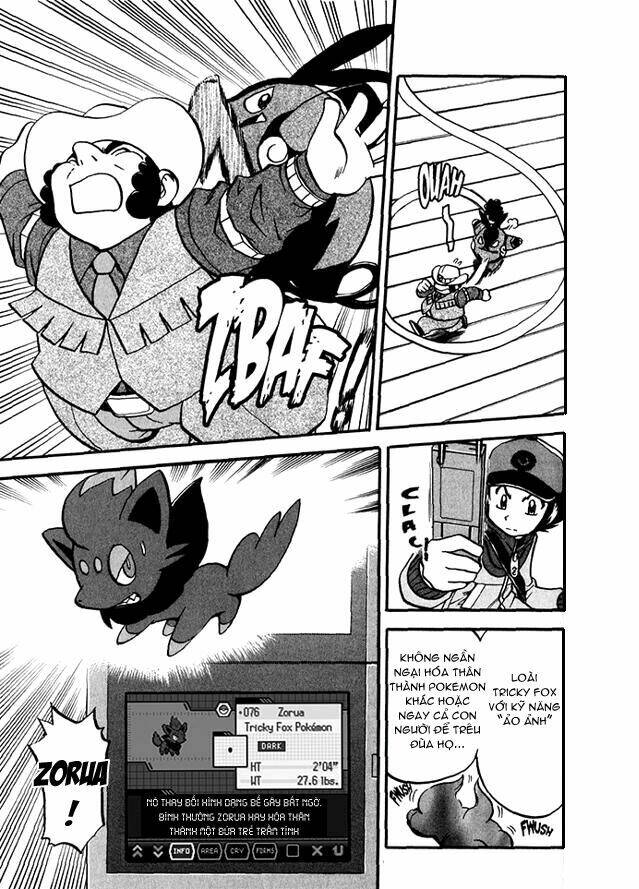 OUAH
!
ZBAF!!
CLAC!
LOÀI
TRICKY FOX
VỚI KỸ NĂNG
"ẢO ẢNH"
KHÔNG NGẦN
NGẠI HÓA THÂN
THÀNH POKEMON
KHÁC HOẶC
NGAY CẢ CON
NGƯỜI ĐỂ TRÊU
ĐÙA HỌ...
FWUSH
FWUSH
ZORUA
!
•076 Zorua
Tricky Fox Pokémon
DARK
HT 2'04"
WT 27.6 lbs.
NÓ THAY ĐỔI HÌNH DẠNG ĐỂ GÂY BẤT NGỜ.
BÌNH THƯỜNG ZORUA HAY HÓA THÂN
THÀNH MỘT ĐỨA TRẺ TRẦM TÍNH
INFO AREA CRY FORMS